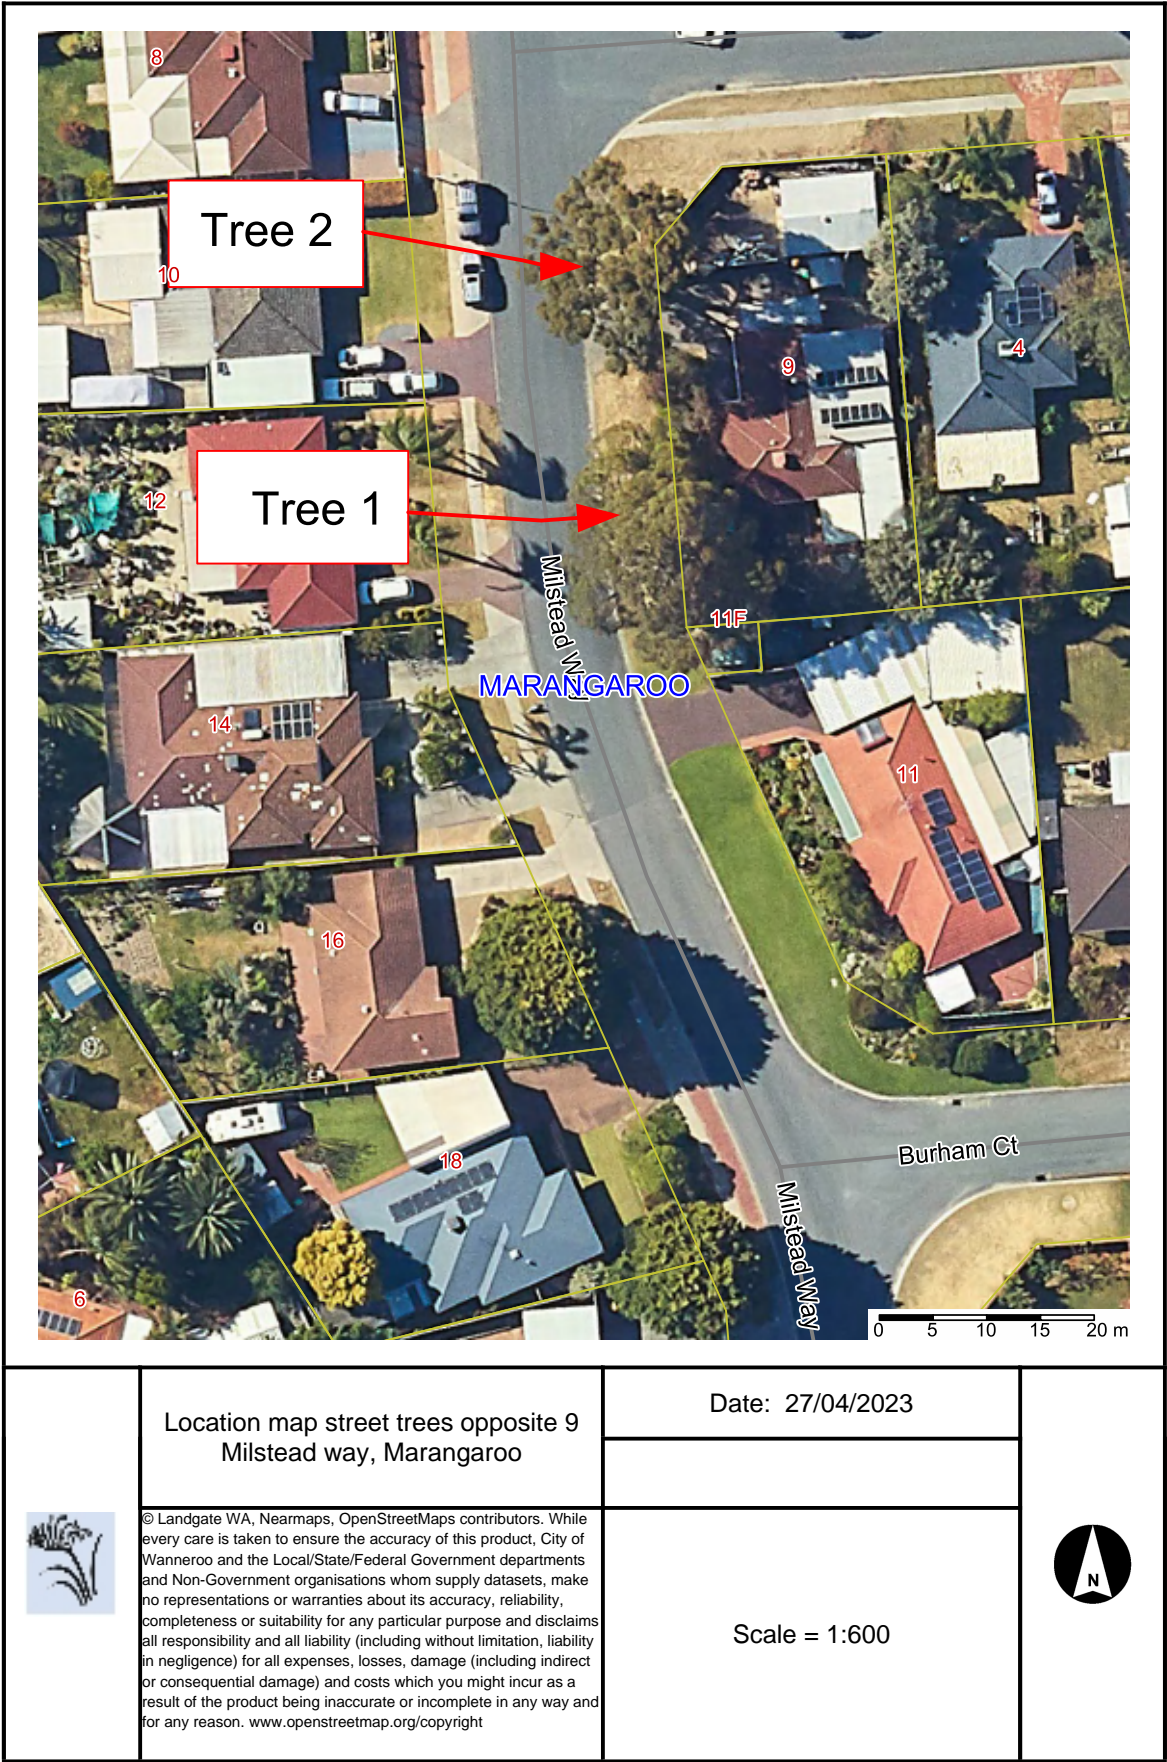 8
Tree 2
10
4
9
12
Tree 1
Milstead Way
11F
MARANGAROO
14
11
16
Burham Ct
18
Milstead Way
6
0 5 10 15 20 m
Location map street trees opposite 9
Milstead way, Marangaroo
Date: 27/04/2023
© Landgate WA, Nearmaps, OpenStreetMaps contributors. While
every care is taken to ensure the accuracy of this product, City of
Wanneroo and the Local/State/Federal Government departments
and Non-Government organisations whom supply datasets, make
no representations or warranties about its accuracy, reliability,
completeness or suitability for any particular purpose and disclaims
all responsibility and all liability (including without limitation, liability
in negligence) for all expenses, losses, damage (including indirect
or consequential damage) and costs which you might incur as a
result of the product being inaccurate or incomplete in any way and
for any reason. www.openstreetmap.org/copyright
Scale = 1:600
N